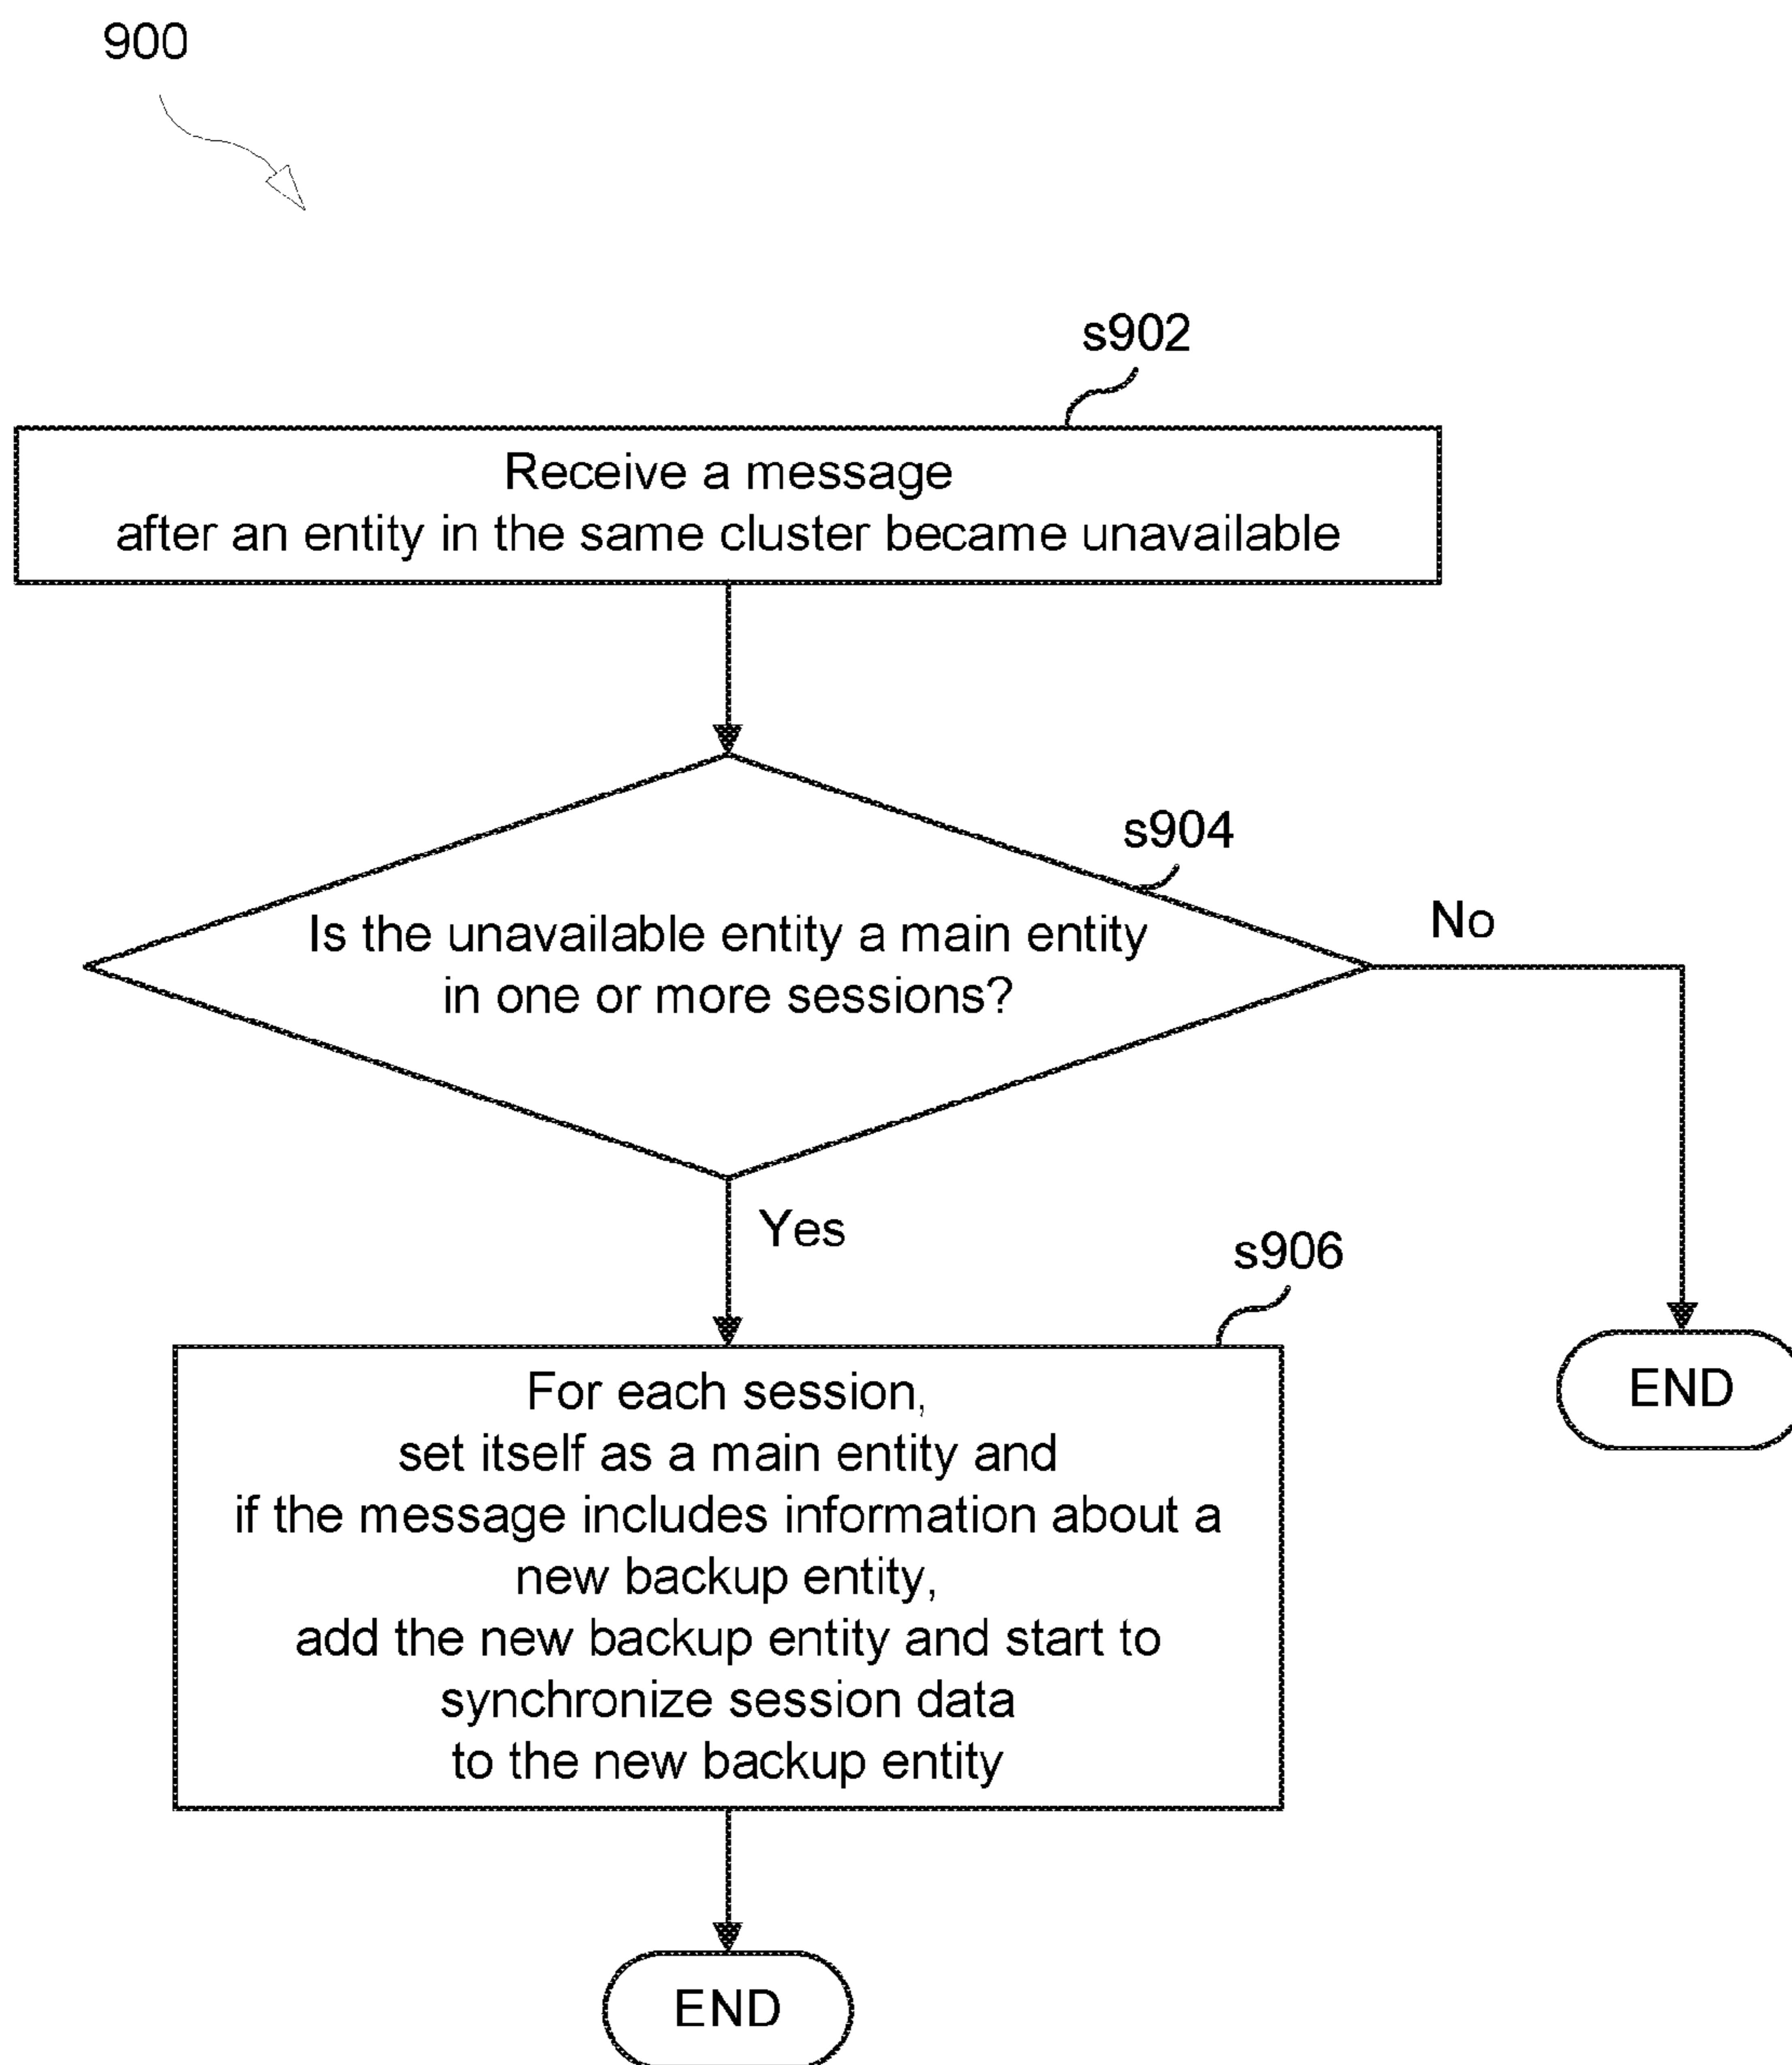 900
s902
Receive a message
after an entity in the same cluster became unavailable
s904
Is the unavailable entity a main entity
in one or more sessions?
No
Yes
s906
For each session,
set itself as a main entity and
if the message includes information about a
new backup entity,
add the new backup entity and start to
synchronize session data
to the new backup entity
END
END